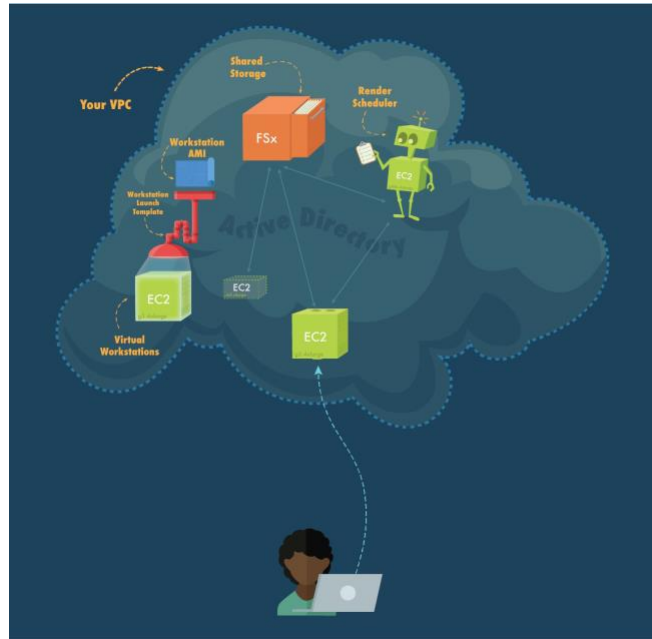 Your VPC
Shared
Storage
FSx
Render
Scheduler
EC2
Workstation
AMI
Workstation
Launch
Template
Active Directory
EC2
EC2
EC2
Virtual
Workstations